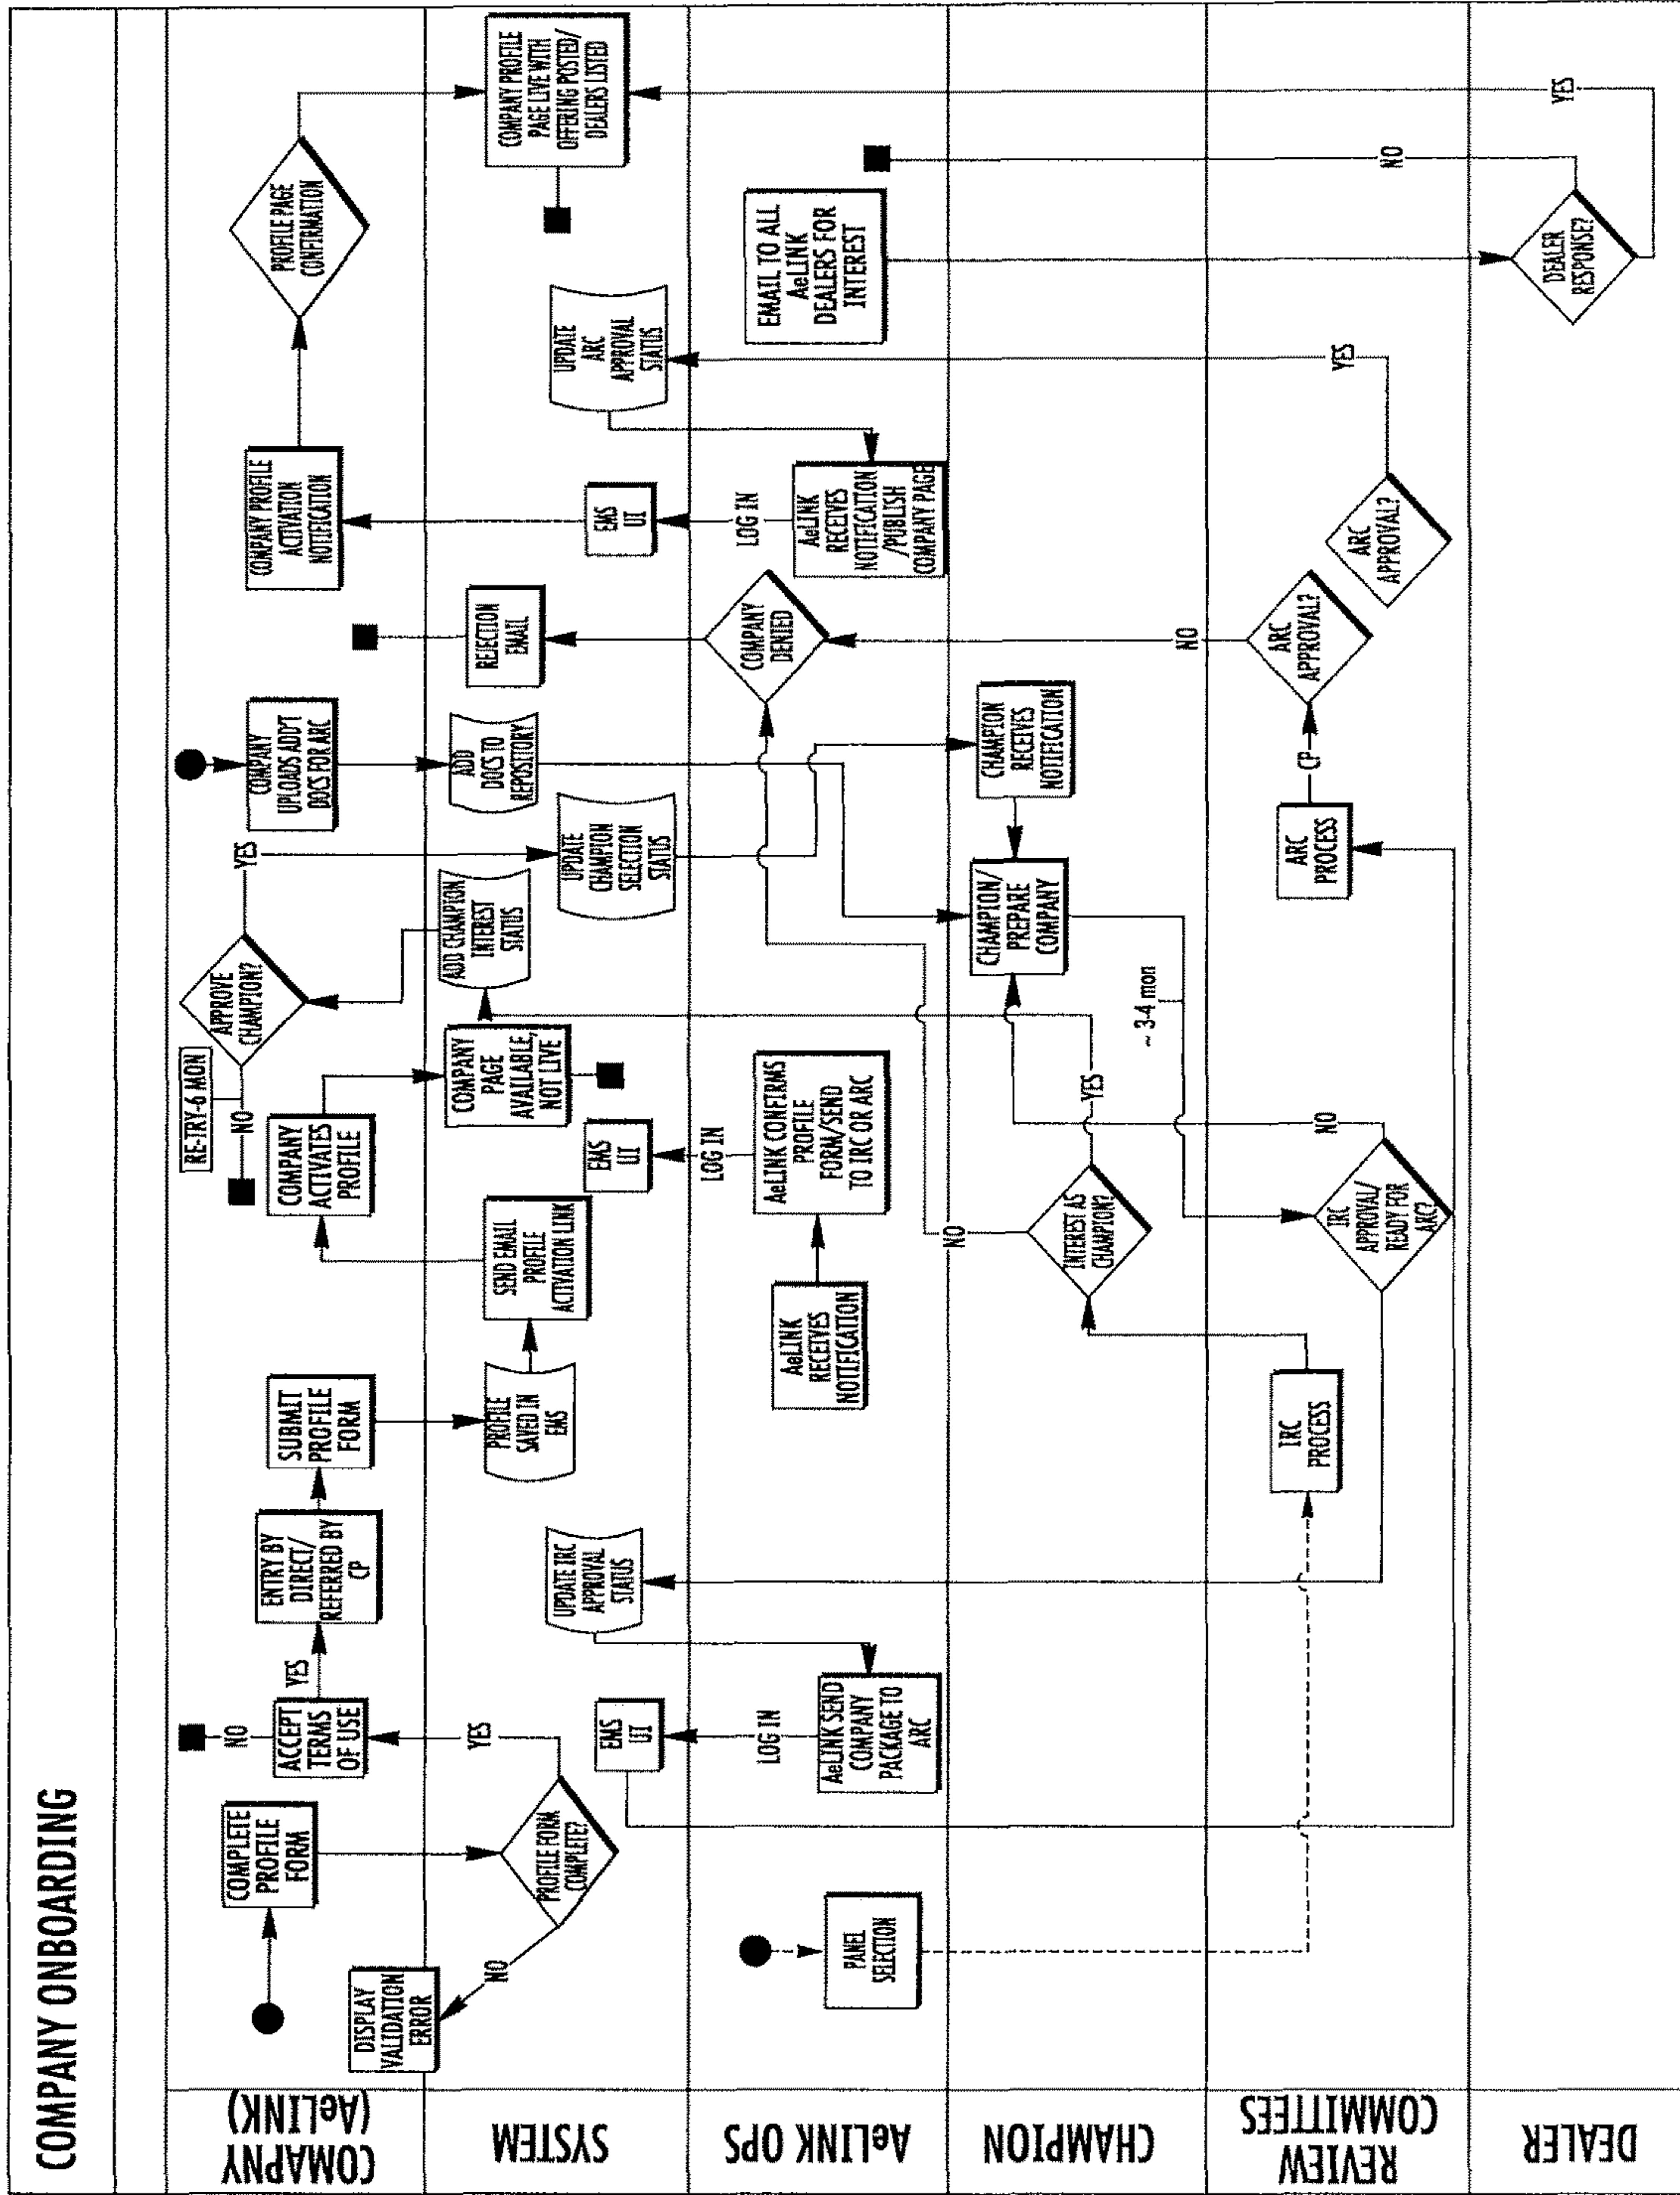 COMPANY ONBOARDING
COMAPNY
(AeLINK)
COMPLETE
PROFILE
FORM
DISPLAY
VALIDATION
ERROR
NO
ACCEPT
TERMS
OF USE
YES
ENTRY BY
DIRECT/
REFERRED BY
CP
SUBMIT
PROFILE
FORM
COMPANY
ACTIVATES
PROFILE
RE-TRY-6 MON
NO
APPROVE
CHAMPION?
YES
COMPANY
UPLOADS ADDT
DOCS FOR ARC
COMPANY PROFILE
ACTIVATION
NOTIFICATION
PROFILE PAGE
CONFIRMATION
SYSTEM
NO
PROFILE FORM
COMPLETE?
YES
EMS
UI
UPDATE IRC
APPROVAL
STATUS
PROFILE
SAVED IN
EMS
SEND EMAIL
PROFILE
ACTIVATION LINK
EMS
UI
COMPANY
PAGE
AVAILABLE,
NOT LIVE
ADD CHAMPION
INTEREST
STATUS
UPDATE
CHAMPION
SELECTION
STATUS
ADD
DOCS TO
REPOSITORY
REJECTION
EMAIL
EMS
UI
UPDATE
ARC
APPROVAL
STATUS
COMPANY PROFILE
PAGE LIVE WITH
OFFERING POSTED/
DEALERS LISTED
AeLINK OPS
PANEL
SELECTION
LOG IN
AeLINK SEND
COMPANY
PACKAGE TO
ARC
AeLINK
RECEIVES
NOTIFICATION
LOG IN
AeLINK CONFIRMS
PROFILE
FORM/SEND
TO IRC OR ARC
COMPANY
DENIED
LOG IN
AeLINK
RECEIVES
NOTIFICATION
/PUBLISH
COMPANY PAGE
EMAIL TO ALL
AeLINK
DEALERS FOR
INTEREST
CHAMPION
NO
INTEREST AS
CHAMPION?
YES
~ 3-4 mon
CHAMPION/
PREPARE
COMPANY
CHAMPION
RECEIVES
NOTIFICATION
REVIEW
COMMITTEES
IRC
PROCESS
IRC
APPROVAL/
READY FOR
ARC?
NO
ARC
PROCESS
CP
ARC
APPROVAL?
NO
ARC
APPROVAL?
YES
NO
DEALER
DEALER
RESPONSE?
YES